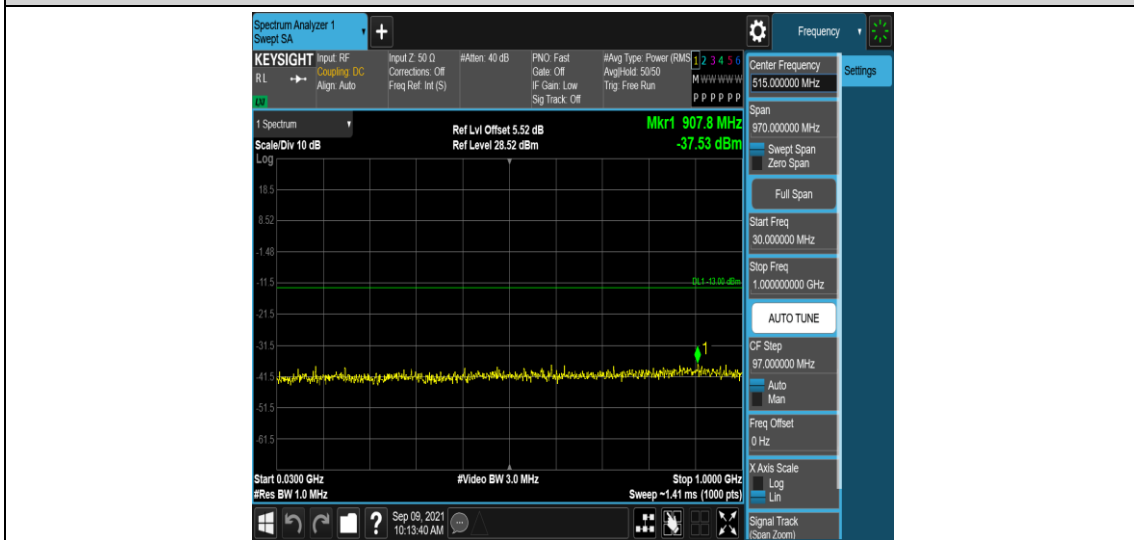 Spectrum Analyzer 1
Swept SA
+
Frequency
KEYSIGHT
RL
LXI
Input: RF
Coupling: DC
Align: Auto
Input Z: 50 Ω
Corrections: Off
Freq Ref: Int (S)
#Atten: 40 dB
PNO: Fast
Gate: Off
IF Gain: Low
Sig Track: Off
#Avg Type: Power (RMS
Avg|Hold: 50/50
Trig: Free Run
1 2 3 4 5 6
M W W W W W
P P P P P P
1 Spectrum
Scale/Div 10 dB
Log
Ref Lvl Offset 5.52 dB
Ref Level 28.52 dBm
Mkr1 907.8 MHz
-37.53 dBm
18.5
8.52
-1.48
-11.5
-21.5
-31.5
-41.5
-51.5
-61.5
DL1 -13.00 dBm
1
Start 0.0300 GHz
#Res BW 1.0 MHz
#Video BW 3.0 MHz
Stop 1.0000 GHz
Sweep ~1.41 ms (1000 pts)
Center Frequency
515.000000 MHz
Settings
Span
970.000000 MHz
Swept Span
Zero Span
Full Span
Start Freq
30.000000 MHz
Stop Freq
1.000000000 GHz
AUTO TUNE
CF Step
97.000000 MHz
Auto
Man
Freq Offset
0 Hz
X Axis Scale
Log
Lin
Signal Track
(Span Zoom)
?
Sep 09, 2021
10:13:40 AM